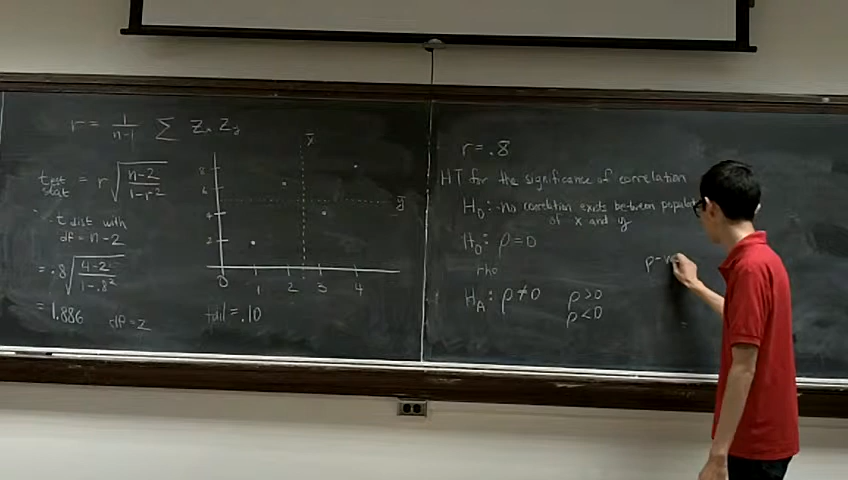 r = 1/(n-1) Σ Zx Zy
test stat = r √((n-2)/(1-r²))
t dist with
df = n-2
= .8 √((4-2)/(1-.8²))
= 1.886 df = 2
tail = .10
x̄
8
6
ȳ
4
2
0 1 2 3 4
r = .8
HT for the significance of correlation
H₀: no correlation exists between populat
of x and y
H₀: ρ = 0
rho
H_A: ρ ≠ 0 ρ > 0
ρ < 0
p-v